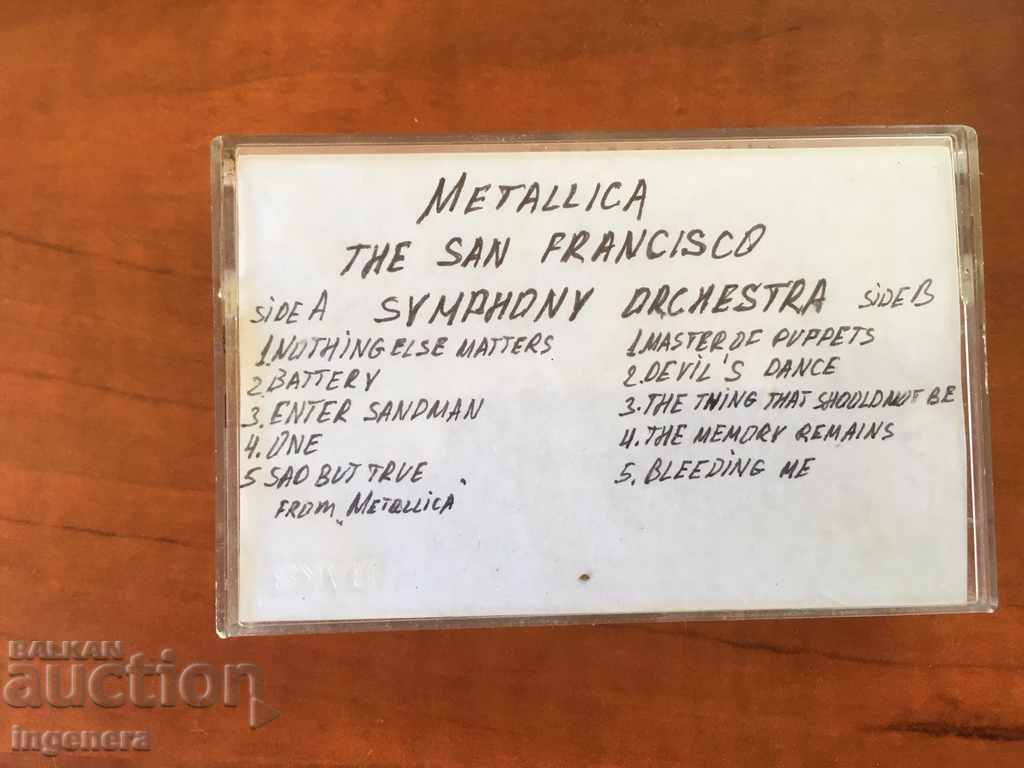 METALLICA
THE SAN FRANCISCO
SIDE A SYMPHONY ORCHESTRA SIDE B
1. NOTHING ELSE MATTERS
2. BATTERY
3. ENTER SANDMAN
4. ONE
5 SAD BUT TRUE
FROM „METALLICA"
1 MASTER OF PUPPETS
2. DEVIL'S DANCE
3. THE THING THAT SHOULD NOT BE
4. THE MEMORY REMAINS
5. BLEEDING ME
BALKAN
auction
ingenera